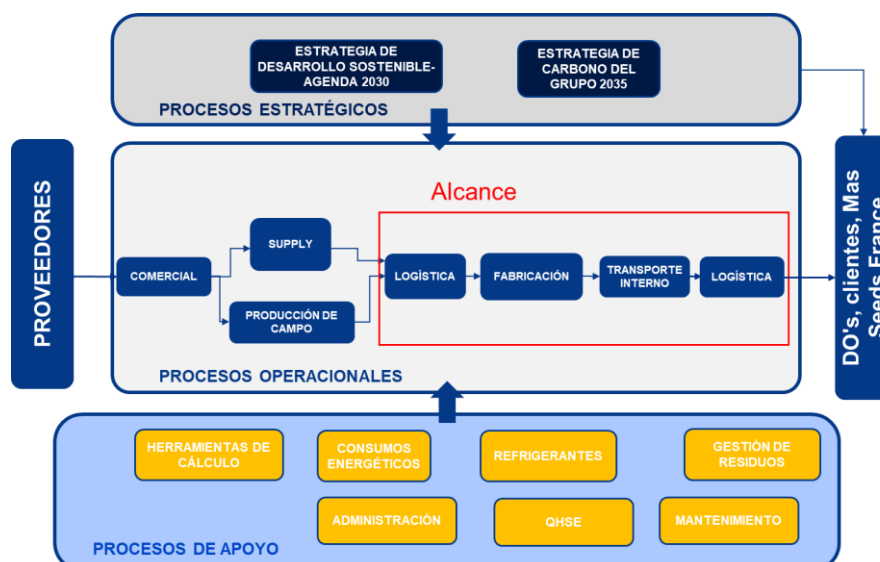 ESTRATEGIA DE
DESARROLLO SOSTENIBLE-
AGENDA 2030
ESTRATEGIA DE
CARBONO DEL
GRUPO 2035
PROCESOS ESTRATÉGICOS
PROVEEDORES
Alcance
COMERCIAL
SUPPLY
PRODUCCIÓN DE
CAMPO
LOGÍSTICA
FABRICACIÓN
TRANSPORTE
INTERNO
LOGÍSTICA
PROCESOS OPERACIONALES
DO's, clientes, Mas
Seeds France
HERRAMIENTAS DE
CÁLCULO
CONSUMOS
ENERGÉTICOS
REFRIGERANTES
GESTIÓN DE
RESIDUOS
ADMINISTRACIÓN
QHSE
MANTENIMIENTO
PROCESOS DE APOYO